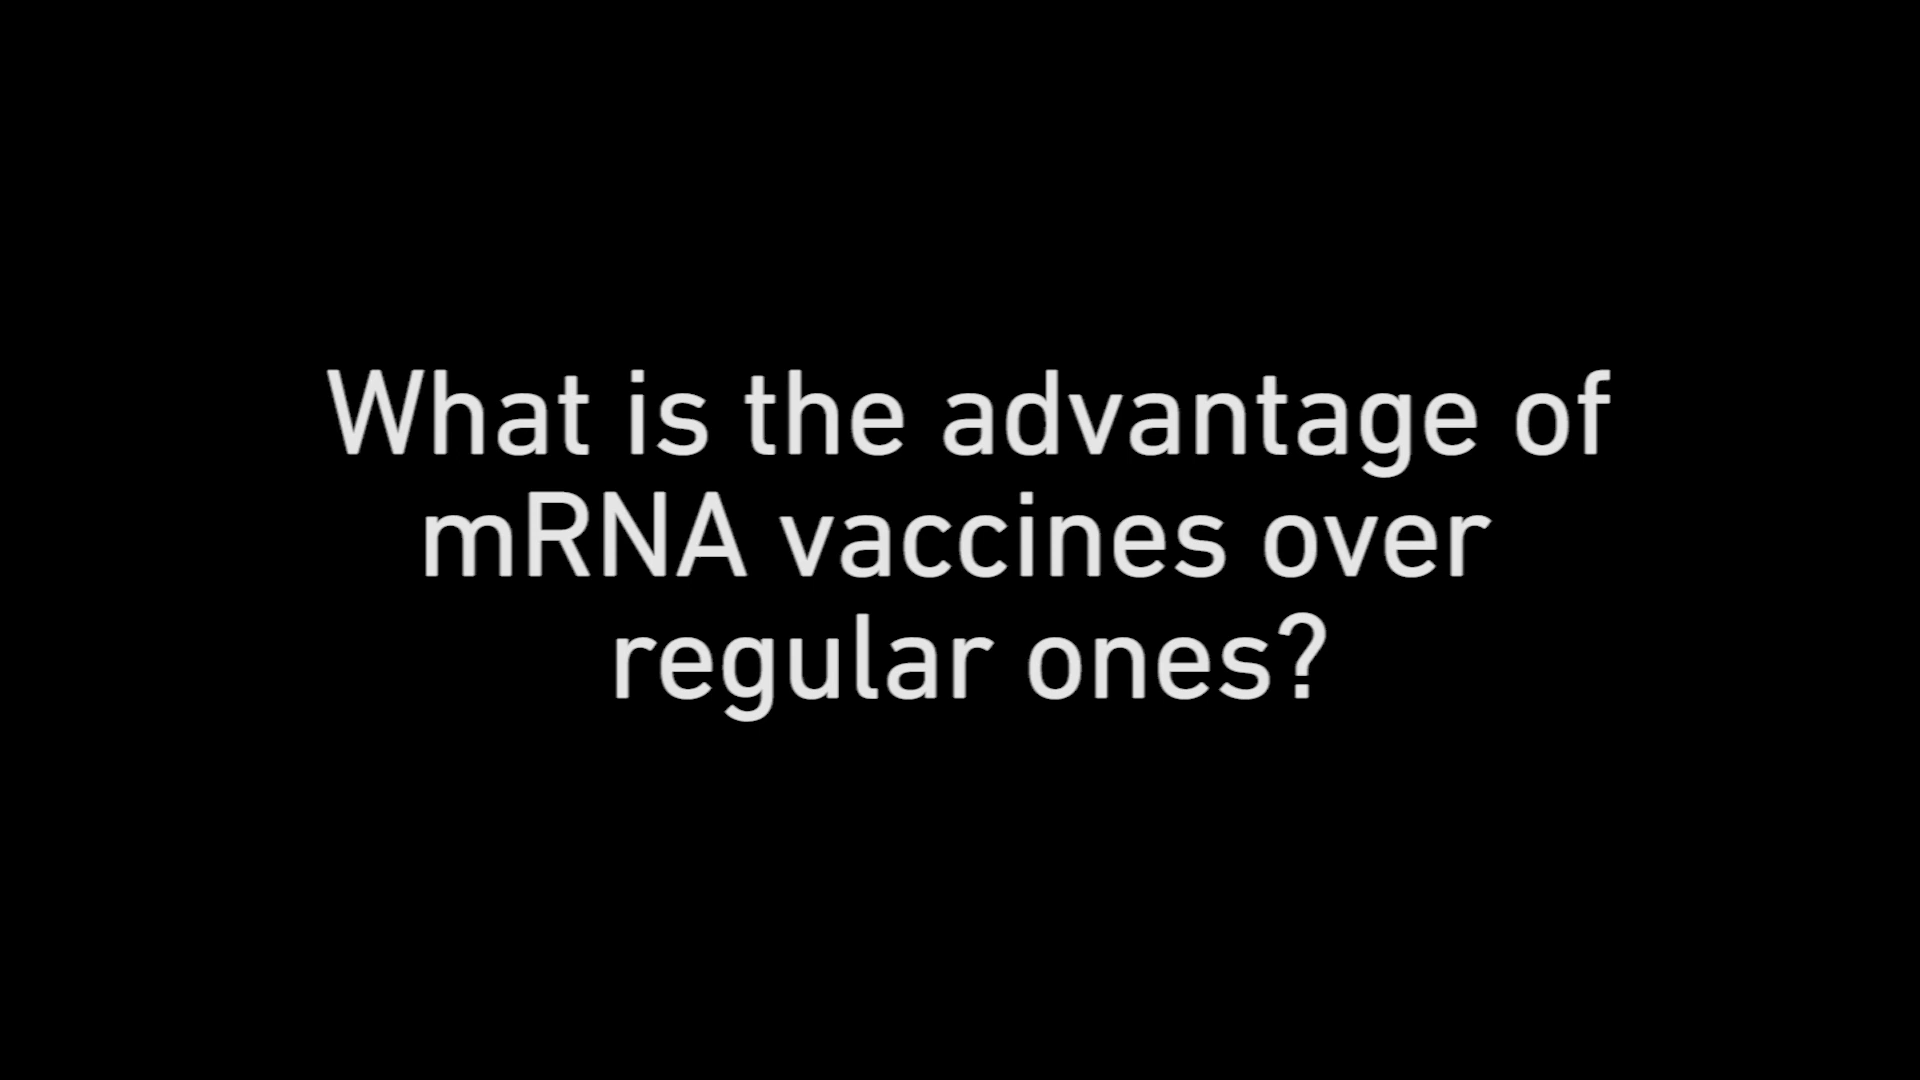 What is the advantage of
mRNA vaccines over
regular ones?